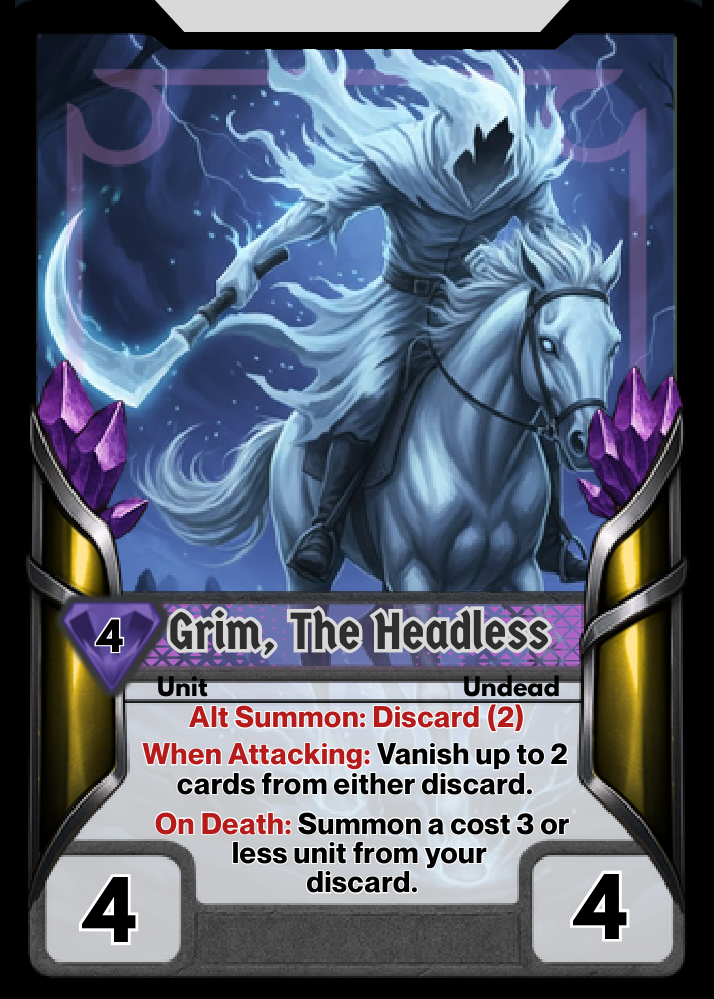 4
Grim, The Headless
Unit Undead
Alt Summon: Discard (2)
When Attacking: Vanish up to 2
cards from either discard.
On Death: Summon a cost 3 or
less unit from your
discard.
4 4